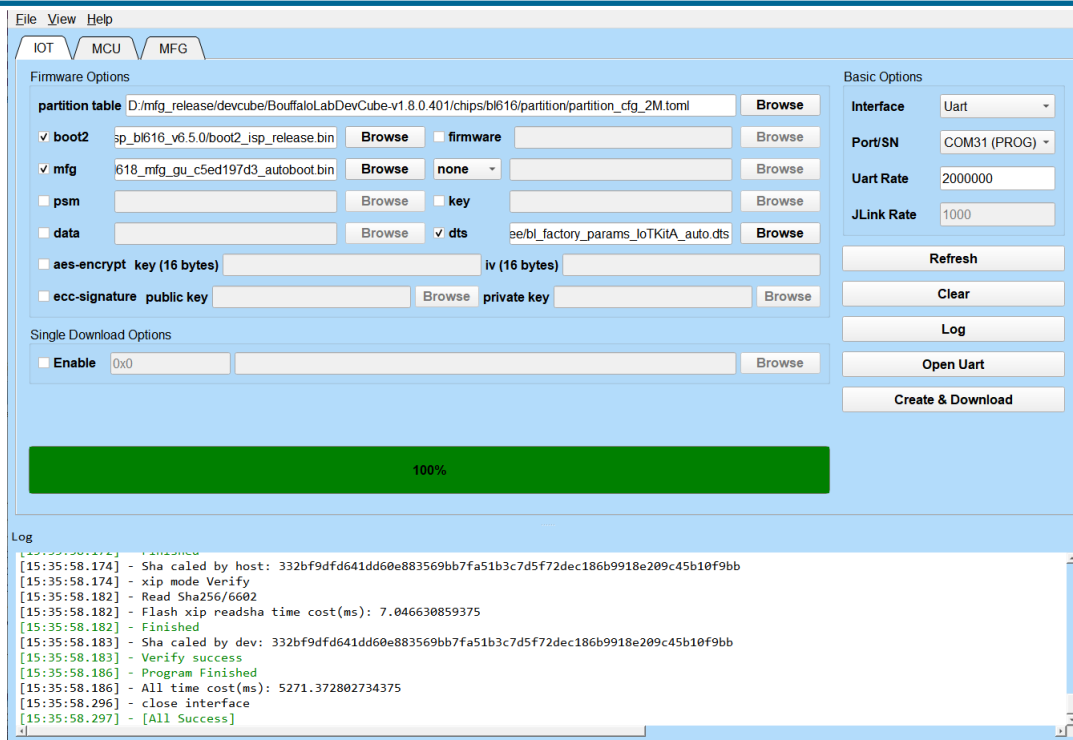 File View Help
IOT MCU MFG
Firmware Options
partition table D:/mfg_release/devcube/BouffaloLabDevCube-v1.8.0.401/chips/bl616/partition/partition_cfg_2M.toml Browse
boot2 sp_bl616_v6.5.0/boot2_isp_release.bin Browse firmware Browse
mfg 618_mfg_gu_c5ed197d3_autoboot.bin Browse none Browse
psm Browse key Browse
data Browse dts ee/bl_factory_params_IoTKitA_auto.dts Browse
aes-encrypt key (16 bytes) iv (16 bytes)
ecc-signature public key Browse private key Browse
Single Download Options
Enable 0x0 Browse
100%
Basic Options
Interface Uart
Port/SN COM31 (PROG)
Uart Rate 2000000
JLink Rate 1000
Refresh
Clear
Log
Open Uart
Create & Download
Log
[15:35:58.172] - Finished
[15:35:58.174] - Sha caled by host: 332bf9dfd641dd60e883569bb7fa51b3c7d5f72dec186b9918e209c45b10f9bb
[15:35:58.174] - xip mode Verify
[15:35:58.182] - Read Sha256/6602
[15:35:58.182] - Flash xip readsha time cost(ms): 7.046630859375
[15:35:58.182] - Finished
[15:35:58.183] - Sha caled by dev: 332bf9dfd641dd60e883569bb7fa51b3c7d5f72dec186b9918e209c45b10f9bb
[15:35:58.183] - Verify success
[15:35:58.186] - Program Finished
[15:35:58.186] - All time cost(ms): 5271.372802734375
[15:35:58.296] - close interface
[15:35:58.297] - [All Success]